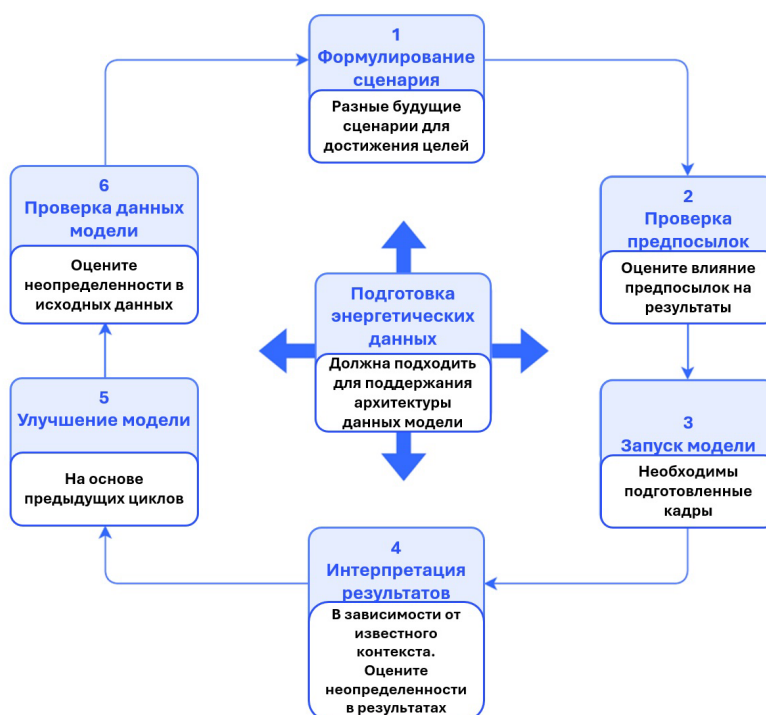 1
Формулирование
сценария
Разные будущие
сценарии для
достижения целей
2
Проверка
предпосылок
Оцените влияние
предпосылок на
результаты
3
Запуск модели
Необходимы
подготовленные
кадры
4
Интерпретация
результатов
В зависимости от
известного
контекста.
Оцените
неопределенности
в результатах
5
Улучшение модели
На основе
предыдущих циклов
6
Проверка данных
модели
Оцените
неопределенности в
исходных данных
Подготовка
энергетических
данных
Должна подходить
для поддержания
архитектуры
данных модели